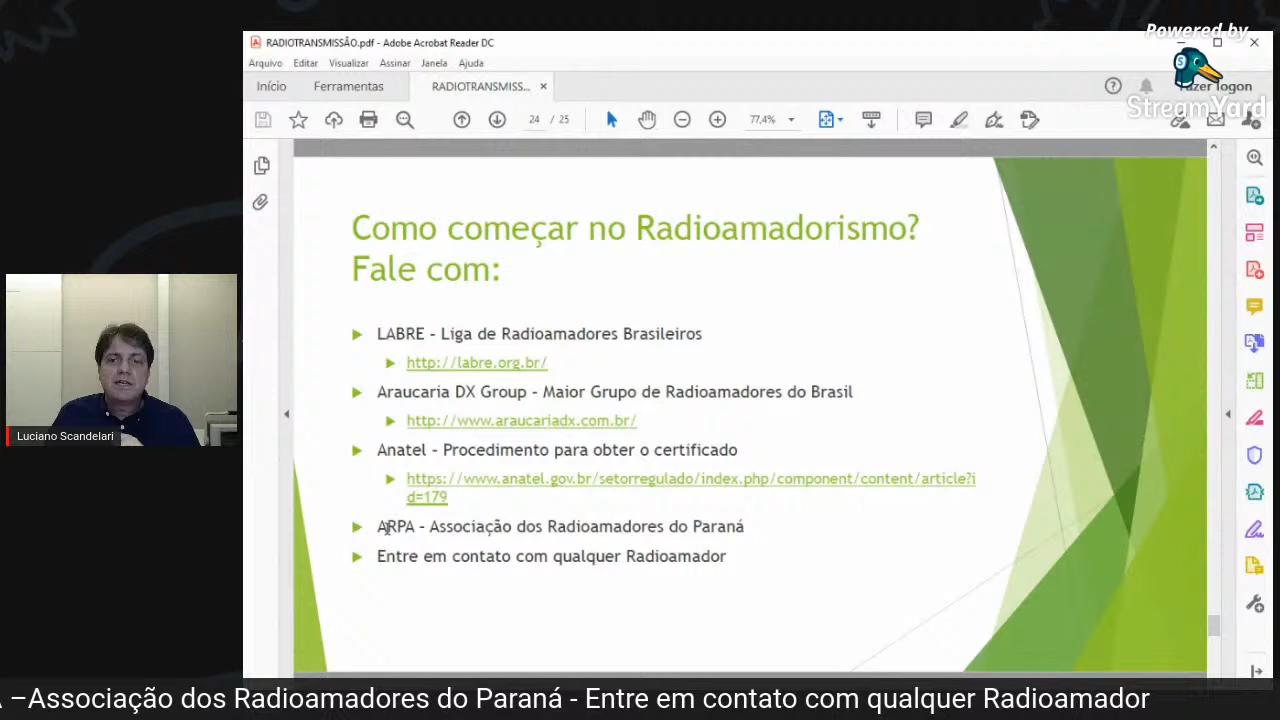 Powered by
StreamYard
RADIOTRANSMISSÃO.pdf - Adobe Acrobat Reader DC
Arquivo Editar Visualizar Assinar Janela Ajuda
Início Ferramentas RADIOTRANSMISS... Fazer logon
24 / 25 77,4%
Como começar no Radioamadorismo?
Fale com:
LABRE – Liga de Radioamadores Brasileiros
http://labre.org.br/
Araucaria DX Group – Maior Grupo de Radioamadores do Brasil
http://www.araucariadx.com.br/
Anatel – Procedimento para obter o certificado
https://www.anatel.gov.br/setorregulado/index.php/component/content/article?i
d=179
ARPA – Associação dos Radioamadores do Paraná
Entre em contato com qualquer Radioamador
Luciano Scandelari
–Associação dos Radioamadores do Paraná - Entre em contato com qualquer Radioamador